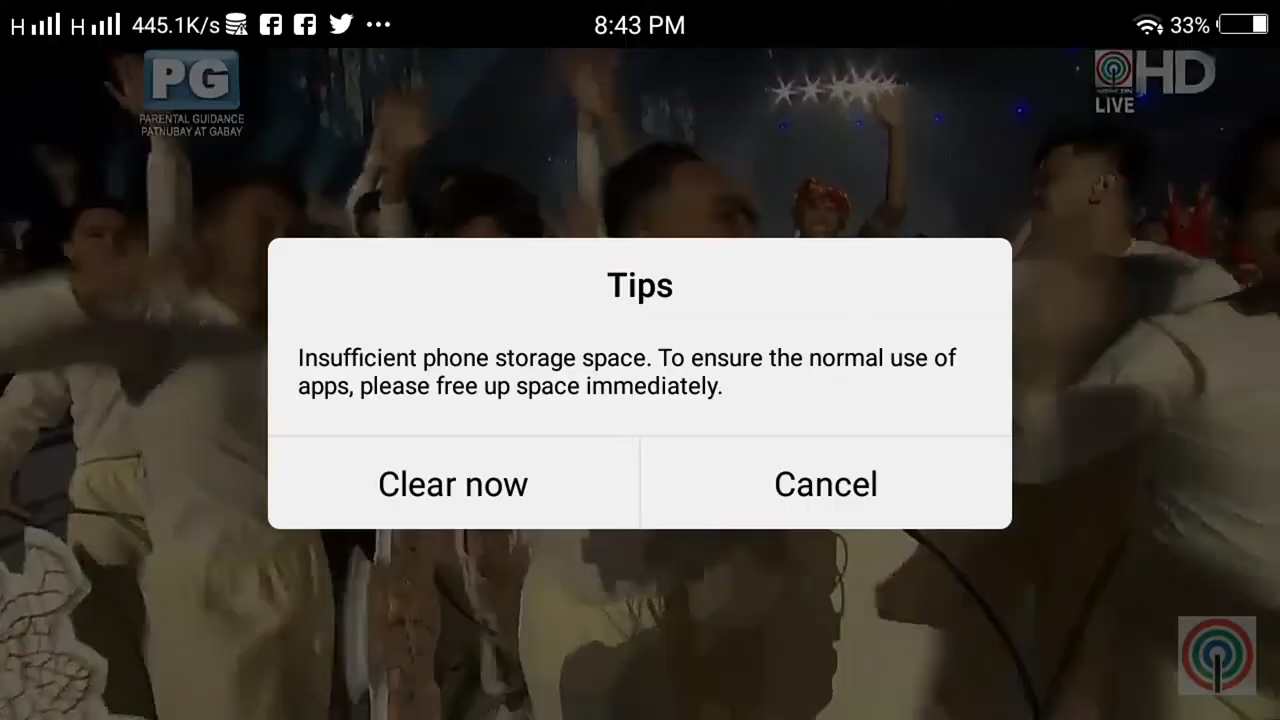 H H 445.1K/s 8:43 PM 33%
PG
PARENTAL GUIDANCE
PATNUBAY AT GABAY
HD
LIVE
Tips
Insufficient phone storage space. To ensure the normal use of
apps, please free up space immediately.
Clear now
Cancel